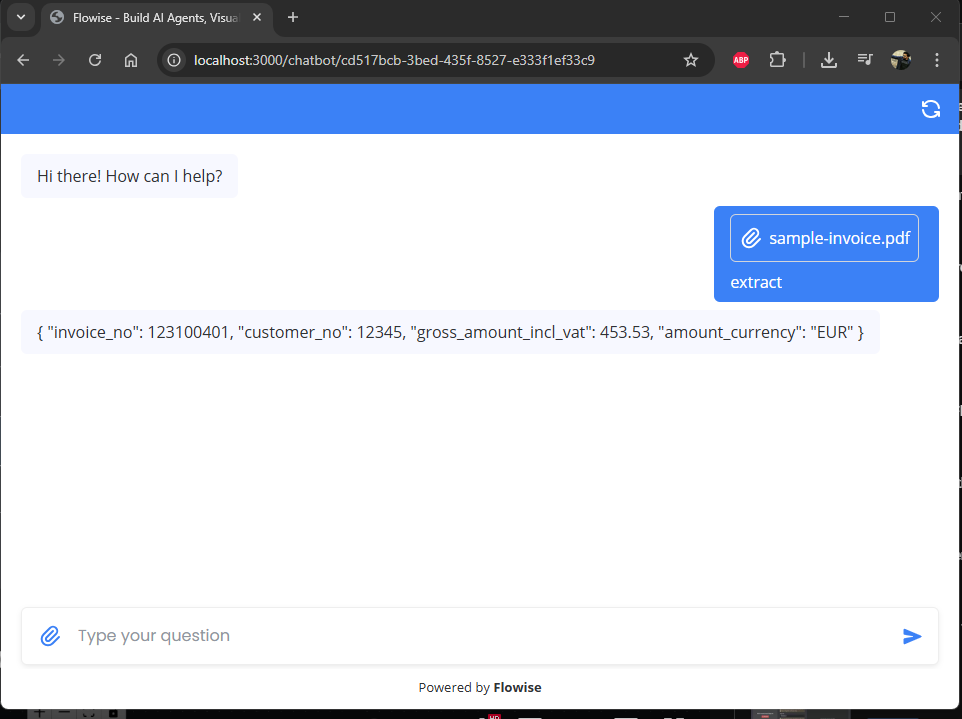 Flowise - Build AI Agents, Visua
localhost:3000/chatbot/cd517bcb-3bed-435f-8527-e333f1ef33c9
ABP
Hi there! How can I help?
sample-invoice.pdf
extract
{ "invoice_no": 123100401, "customer_no": 12345, "gross_amount_incl_vat": 453.53, "amount_currency": "EUR" }
Type your question
Powered by Flowise